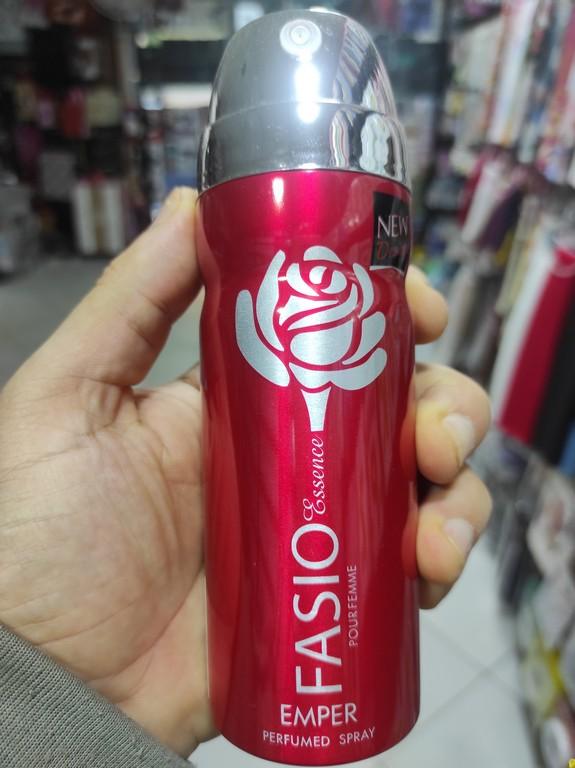 NEW
Essence
FASIO
POUR FEMME
EMPER
PERFUMED SPRAY